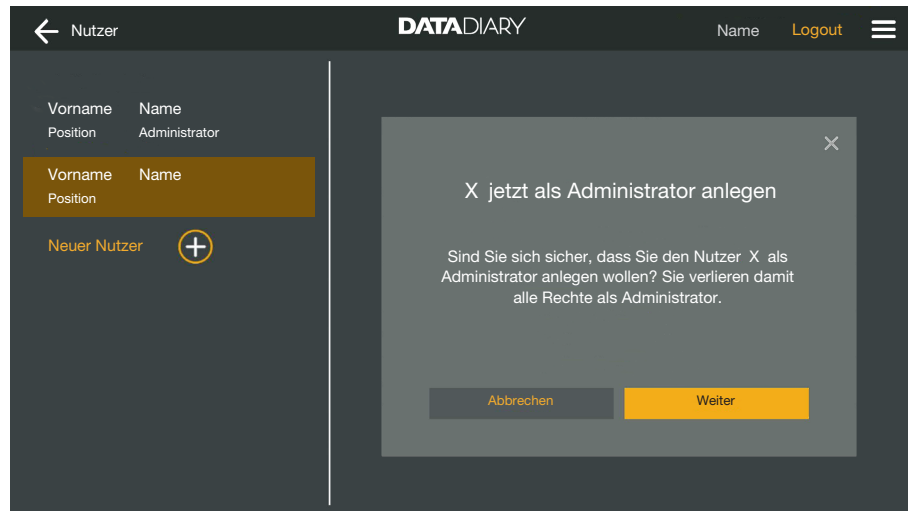 Nutzer DATADIARY Name Logout
Vorname Name
Position Administrator
Vorname Name
Position
Neuer Nutzer
X jetzt als Administrator anlegen
Sind Sie sich sicher, dass Sie den Nutzer X als
Administrator anlegen wollen? Sie verlieren damit
alle Rechte als Administrator.
Abbrechen Weiter